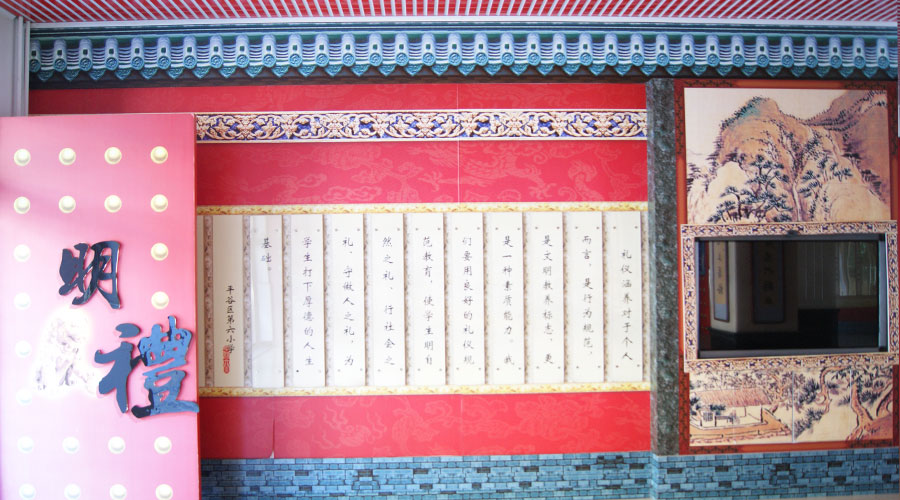 明禮
礼仪涵养对于个人
而言，是行为规范，
是文明教养标志，更
是一种素质能力。我
们要用良好的礼仪规
范教育，使学生明自
然之礼、行社会之
礼、守做人之礼，为
学生打下厚德的人生
基础。
平谷区第六小学